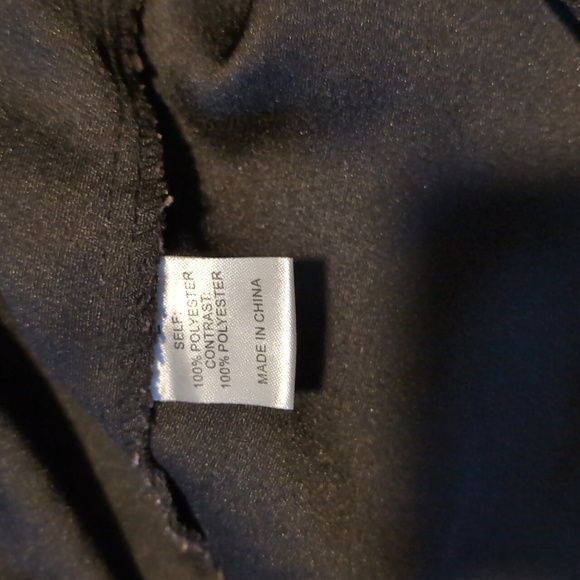 SELF:
100% POLYESTER
CONTRAST:
100% POLYESTER
MADE IN CHINA